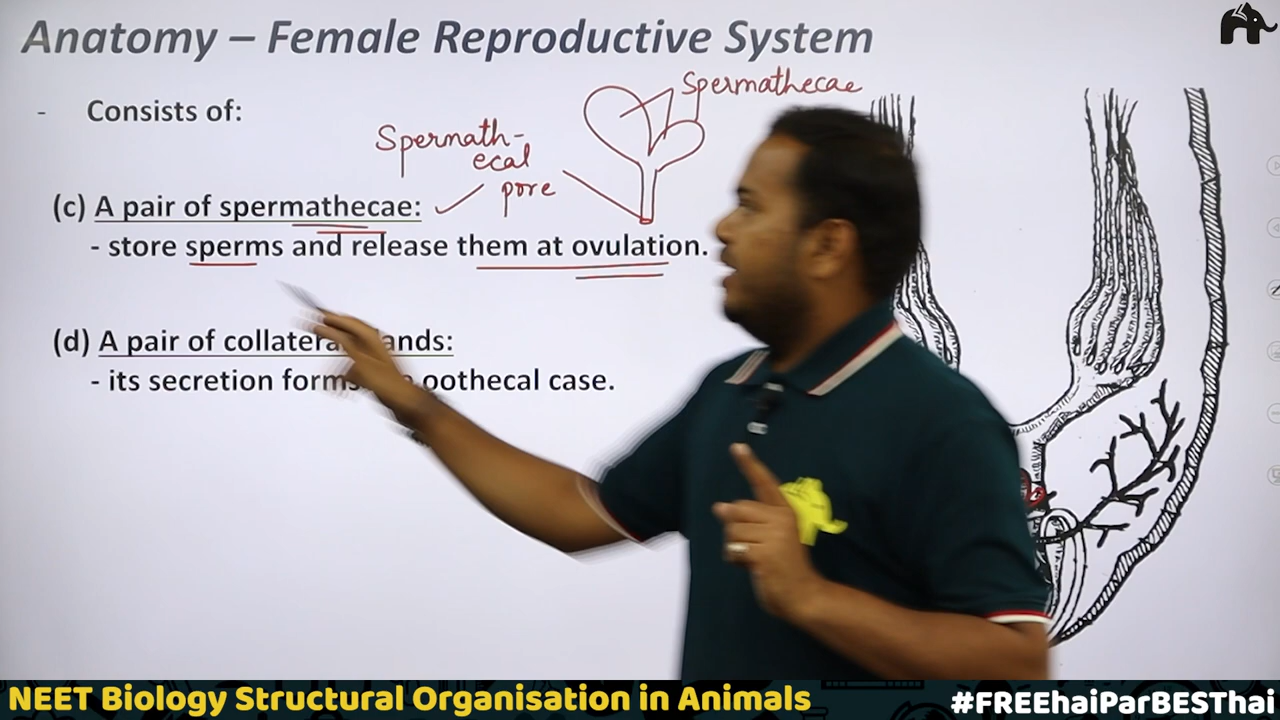 Anatomy – Female Reproductive System
- Consists of:
Spermathecae
Spermath-
ecal
pore
(c) A pair of spermathecae:
- store sperms and release them at ovulation.
(d) A pair of collateral ands:
- its secretion forms oothecal case.
NEET Biology Structural Organisation in Animals
#FREEhaiParBESThai